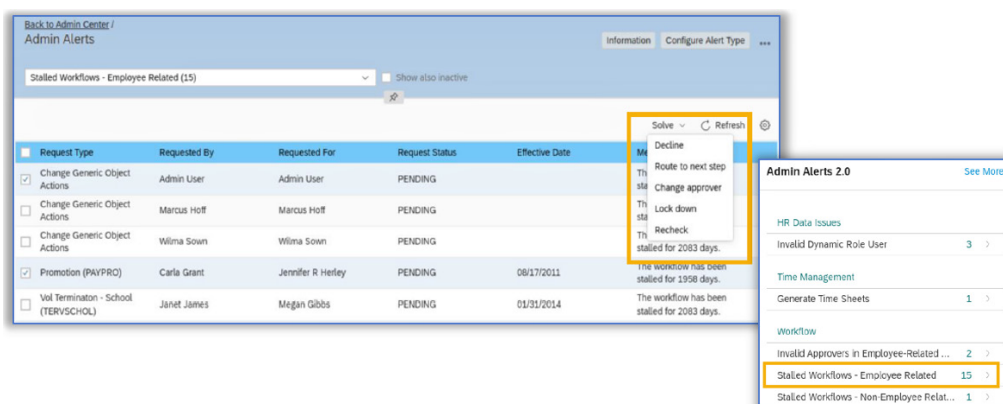 Back to Admin Center /
Admin Alerts
Information Configure Alert Type ...
Stalled Workflows - Employee Related (15)
Show also inactive
Solve Refresh
Decline
Route to next step
Change approver
Lock down
Recheck
Request Type Requested By Requested For Request Status Effective Date
Change Generic Object
Actions
Admin User Admin User PENDING
Change Generic Object
Actions
Marcus Hoff Marcus Hoff PENDING
Change Generic Object
Actions
Wilma Sown Wilma Sown PENDING
stalled for 2083 days.
Promotion (PAYPRO) Carla Grant Jennifer R Herley PENDING 08/17/2011
The workflow has been
stalled for 1958 days.
Vol Terminaton - School
(TERVSCHOL)
Janet James Megan Gibbs PENDING 01/31/2014
The workflow has been
stalled for 2083 days.
Admin Alerts 2.0 See More
HR Data Issues
Invalid Dynamic Role User 3
Time Management
Generate Time Sheets 1
Workflow
Invalid Approvers in Employee-Related ... 2
Stalled Workflows - Employee Related 15
Stalled Workflows - Non-Employee Relat... 1